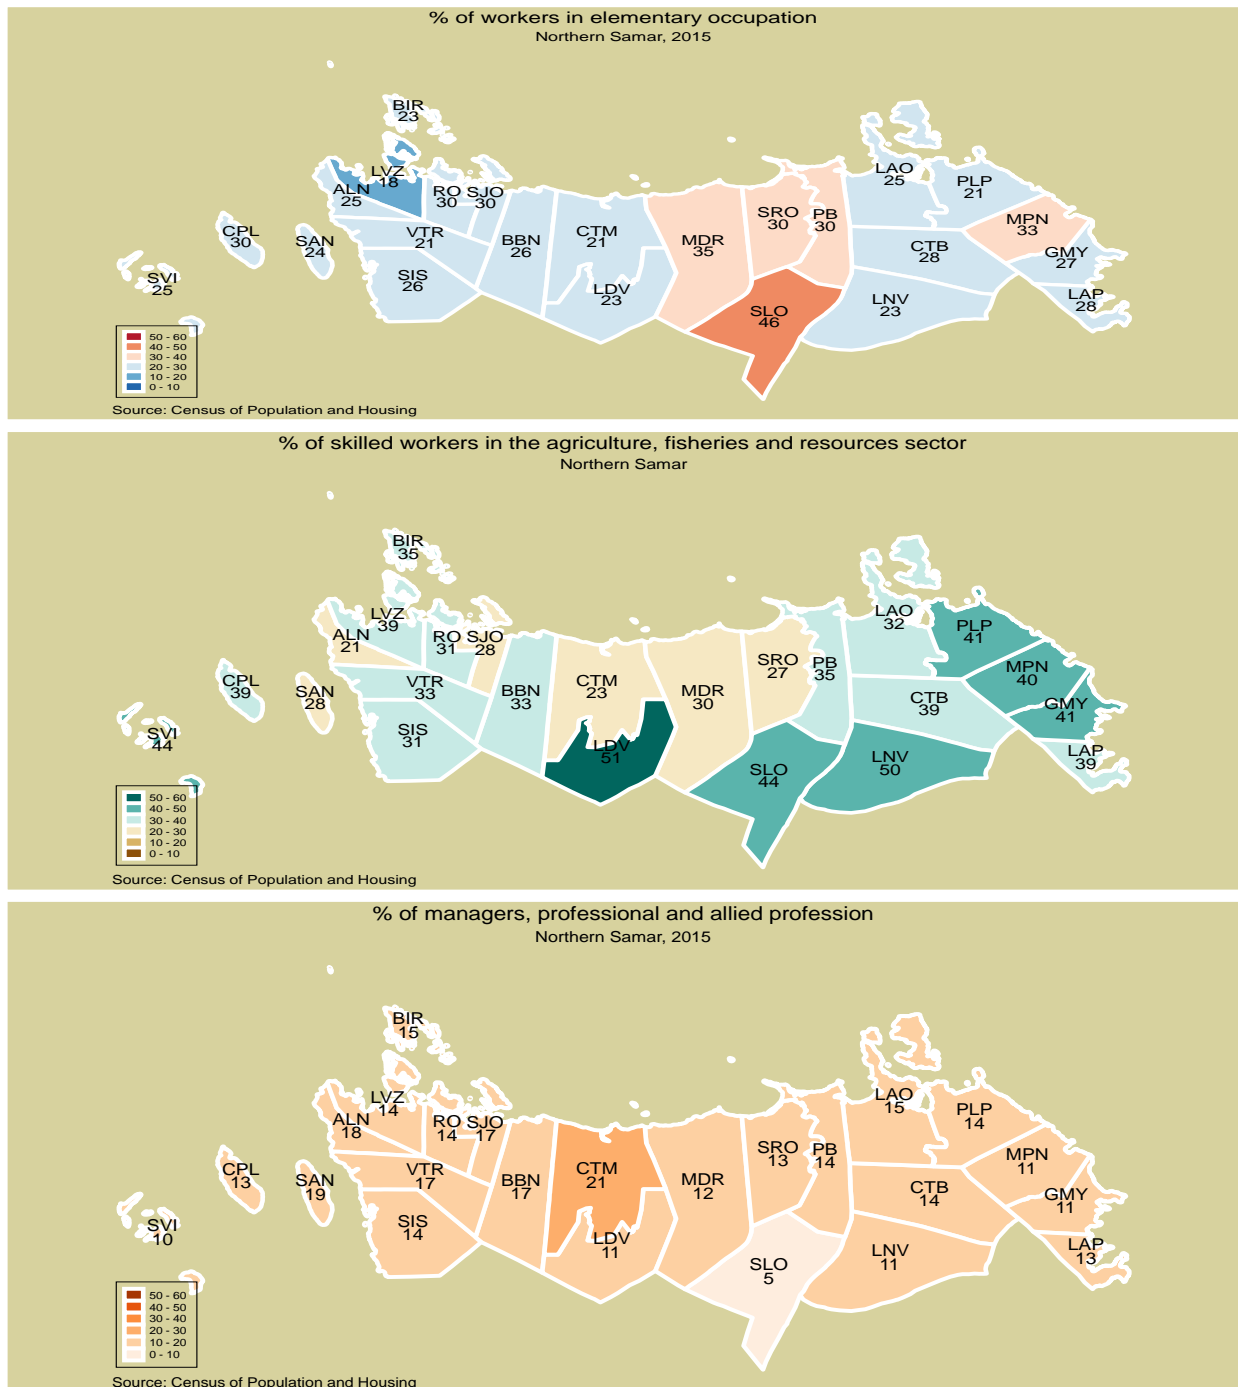 % of workers in elementary occupation
Northern Samar, 2015
BIR
23
LVZ
18
ALN
25
RO
30
SJO
30
LAO
25
PLP
21
CPL
30
SAN
24
VTR
21
BBN
26
CTM
21
MDR
35
SRO
30
PB
30
MPN
33
CTB
28
GMY
27
SVI
25
SIS
26
LDV
23
SLO
46
LNV
23
LAP
28
50 - 60
40 - 50
30 - 40
20 - 30
10 - 20
0 - 10
Source: Census of Population and Housing
% of skilled workers in the agriculture, fisheries and resources sector
Northern Samar
BIR
35
LVZ
39
ALN
21
RO
31
SJO
28
LAO
32
PLP
41
CPL
39
SAN
28
VTR
33
BBN
33
CTM
23
MDR
30
SRO
27
PB
35
MPN
40
CTB
39
GMY
41
SVI
44
SIS
31
LDV
51
SLO
44
LNV
50
LAP
39
50 - 60
40 - 50
30 - 40
20 - 30
10 - 20
0 - 10
Source: Census of Population and Housing
% of managers, professional and allied profession
Northern Samar, 2015
BIR
15
LVZ
14
ALN
18
RO
14
SJO
17
LAO
15
PLP
14
CPL
13
SAN
19
VTR
17
BBN
17
CTM
21
MDR
12
SRO
13
PB
14
MPN
11
CTB
14
GMY
11
SVI
10
SIS
14
LDV
11
SLO
5
LNV
11
LAP
13
50 - 60
40 - 50
30 - 40
20 - 30
10 - 20
0 - 10
Source: Census of Population and Housing